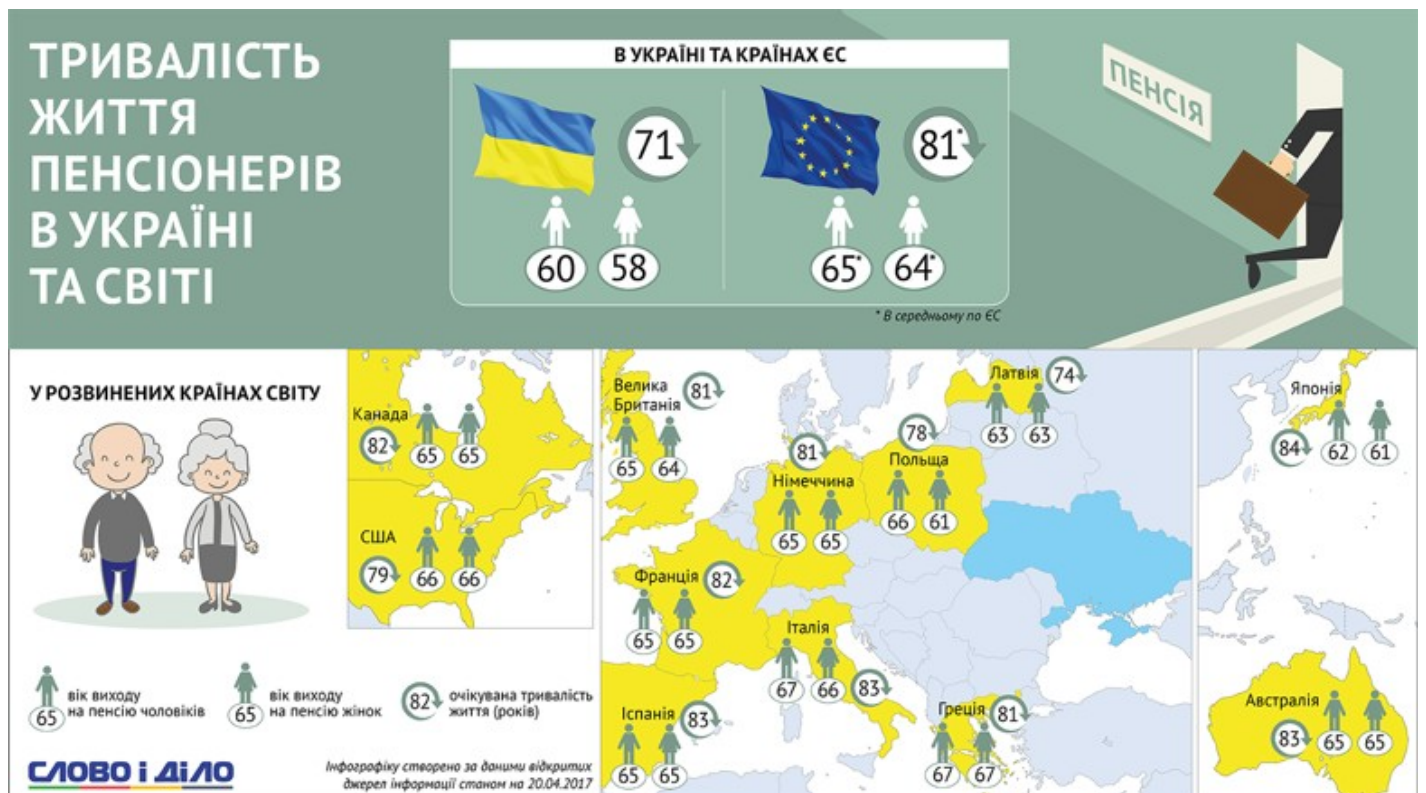 ТРИВАЛІСТЬ
ЖИТТЯ
ПЕНСІОНЕРІВ
В УКРАЇНІ
ТА СВІТІ
В УКРАЇНІ ТА КРАЇНАХ ЄС
71
60 58
81*
65* 64*
* В середньому по ЄС
ПЕНСІЯ
У РОЗВИНЕНИХ КРАЇНАХ СВІТУ
65
вік виходу
на пенсію чоловіків
65
вік виходу
на пенсію жінок
82
очікувана тривалість
життя (років)
СЛОВО і ДіЛО
Інфографіку створено за даними відкритих
джерел інформації станом на 20.04.2017
Канада
82
65 65
США
79
66 66
Велика
Британія
81
65 64
Латвія
74
63 63
Німеччина
81
65 65
Польща
78
66 61
Франція
82
65 65
Італія
83
67 66
Іспанія
83
65 65
Греція
81
67 67
Японія
84
62 61
Австралія
83
65 65